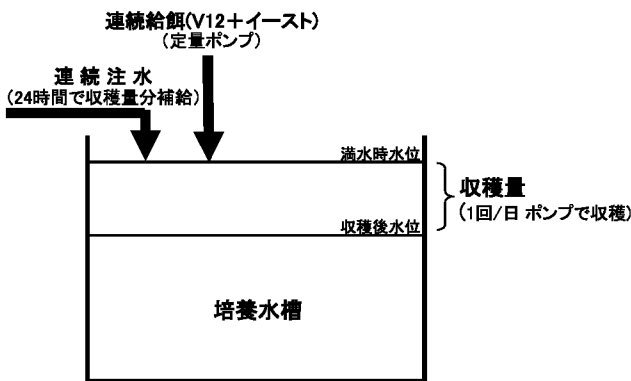 連続給餌(V12＋イースト)
(定量ポンプ)
連 続 注 水
(24時間で収穫量分補給)
満水時水位
収穫量
(1回/日 ポンプで収穫)
収穫後水位
培養水槽